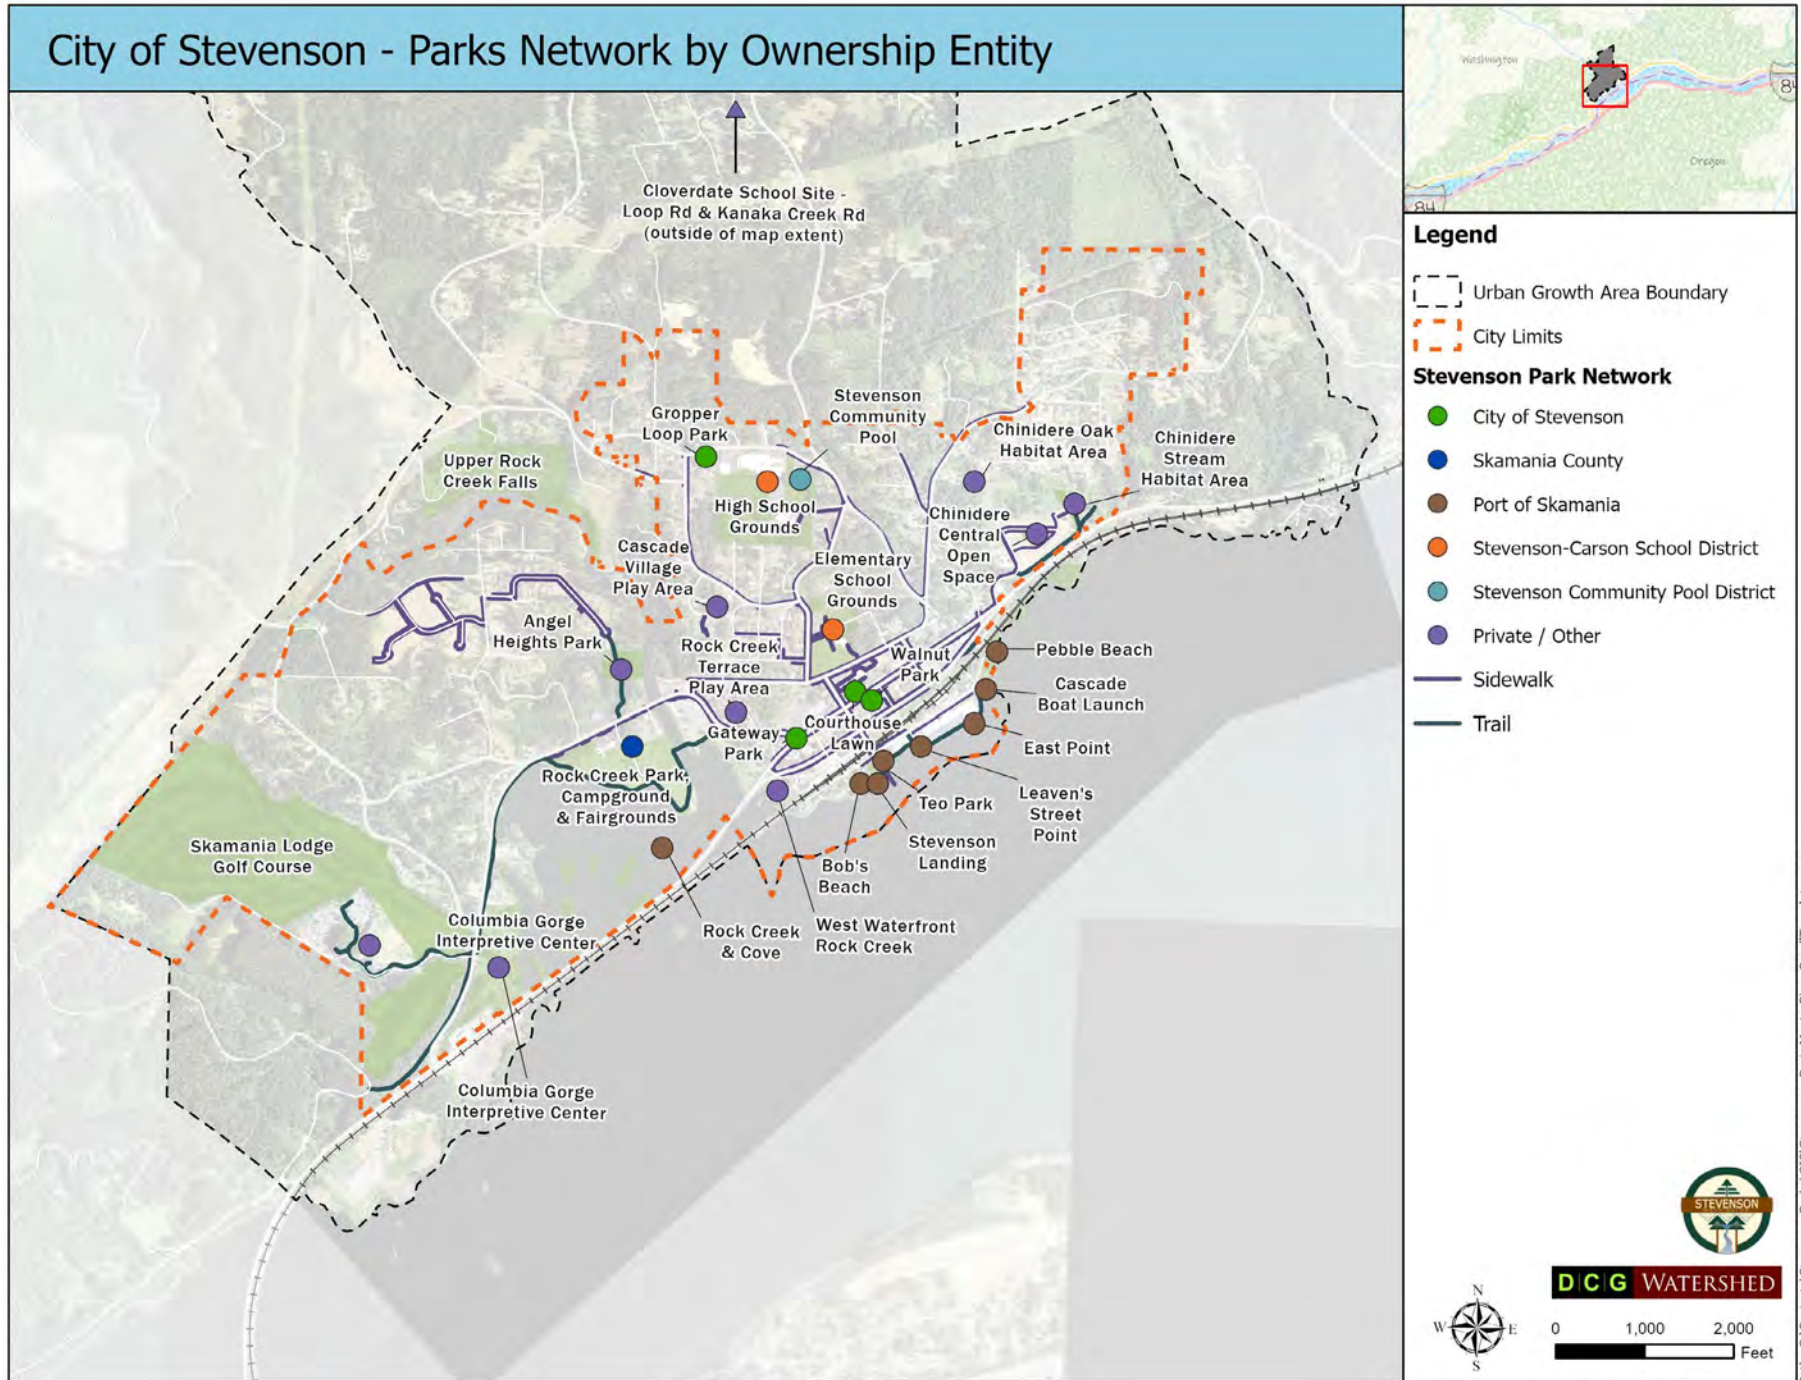 City of Stevenson - Parks Network by Ownership Entity
Washington
Oregon
84
84
Cloverdate School Site -
Loop Rd & Kanaka Creek Rd
(outside of map extent)
Stevenson
Community
Pool
Gropper
Loop Park
Chinidere Oak
Habitat Area
Chinidere
Stream
Habitat Area
Upper Rock
Creek Falls
High School
Grounds
Chinidere
Central
Open
Space
Cascade
Village
Play Area
Elementary
School
Grounds
Angel
Heights Park
Rock Creek
Terrace
Play Area
Walnut
Park
Pebble Beach
Cascade
Boat Launch
Gateway
Park
Courthouse
Lawn
East Point
Rock Creek Park,
Campground
& Fairgrounds
Teo Park
Leaven's
Street
Point
Skamania Lodge
Golf Course
Stevenson
Landing
Bob's
Beach
Columbia Gorge
Interpretive Center
Rock Creek
& Cove
West Waterfront
Rock Creek
Columbia Gorge
Interpretive Center
Legend
Urban Growth Area Boundary
City Limits
Stevenson Park Network
City of Stevenson
Skamania County
Port of Skamania
Stevenson-Carson School District
Stevenson Community Pool District
Private / Other
Sidewalk
Trail
STEVENSON
DCG WATERSHED
N
W E
S
0 1,000 2,000
Feet